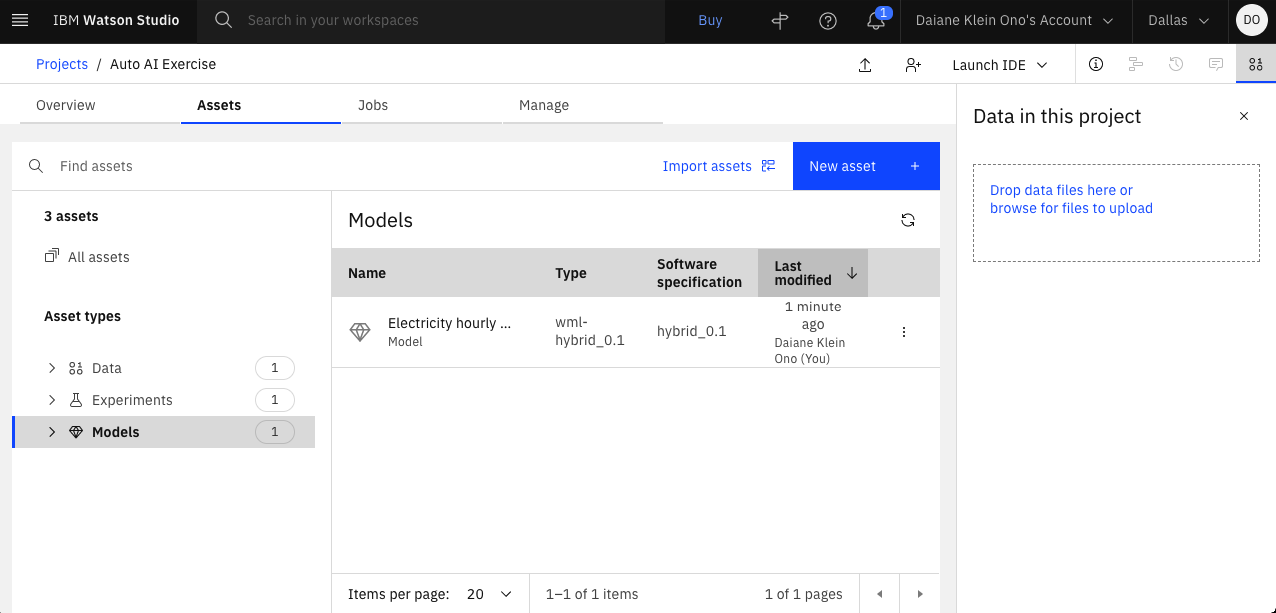 IBM Watson Studio
Search in your workspaces
Buy
1
Daiane Klein Ono's Account
Dallas
DO
Projects / Auto AI Exercise
Launch IDE
Overview
Assets
Jobs
Manage
Data in this project
Find assets
Import assets
New asset +
Drop data files here or
browse for files to upload
3 assets
All assets
Asset types
Data 1
Experiments 1
Models 1
Models
Name
Type
Software
specification
Last
modified
Electricity hourly ...
Model
wml-
hybrid_0.1
hybrid_0.1
1 minute
ago
Daiane Klein
Ono (You)
Items per page: 20
1–1 of 1 items
1 of 1 pages